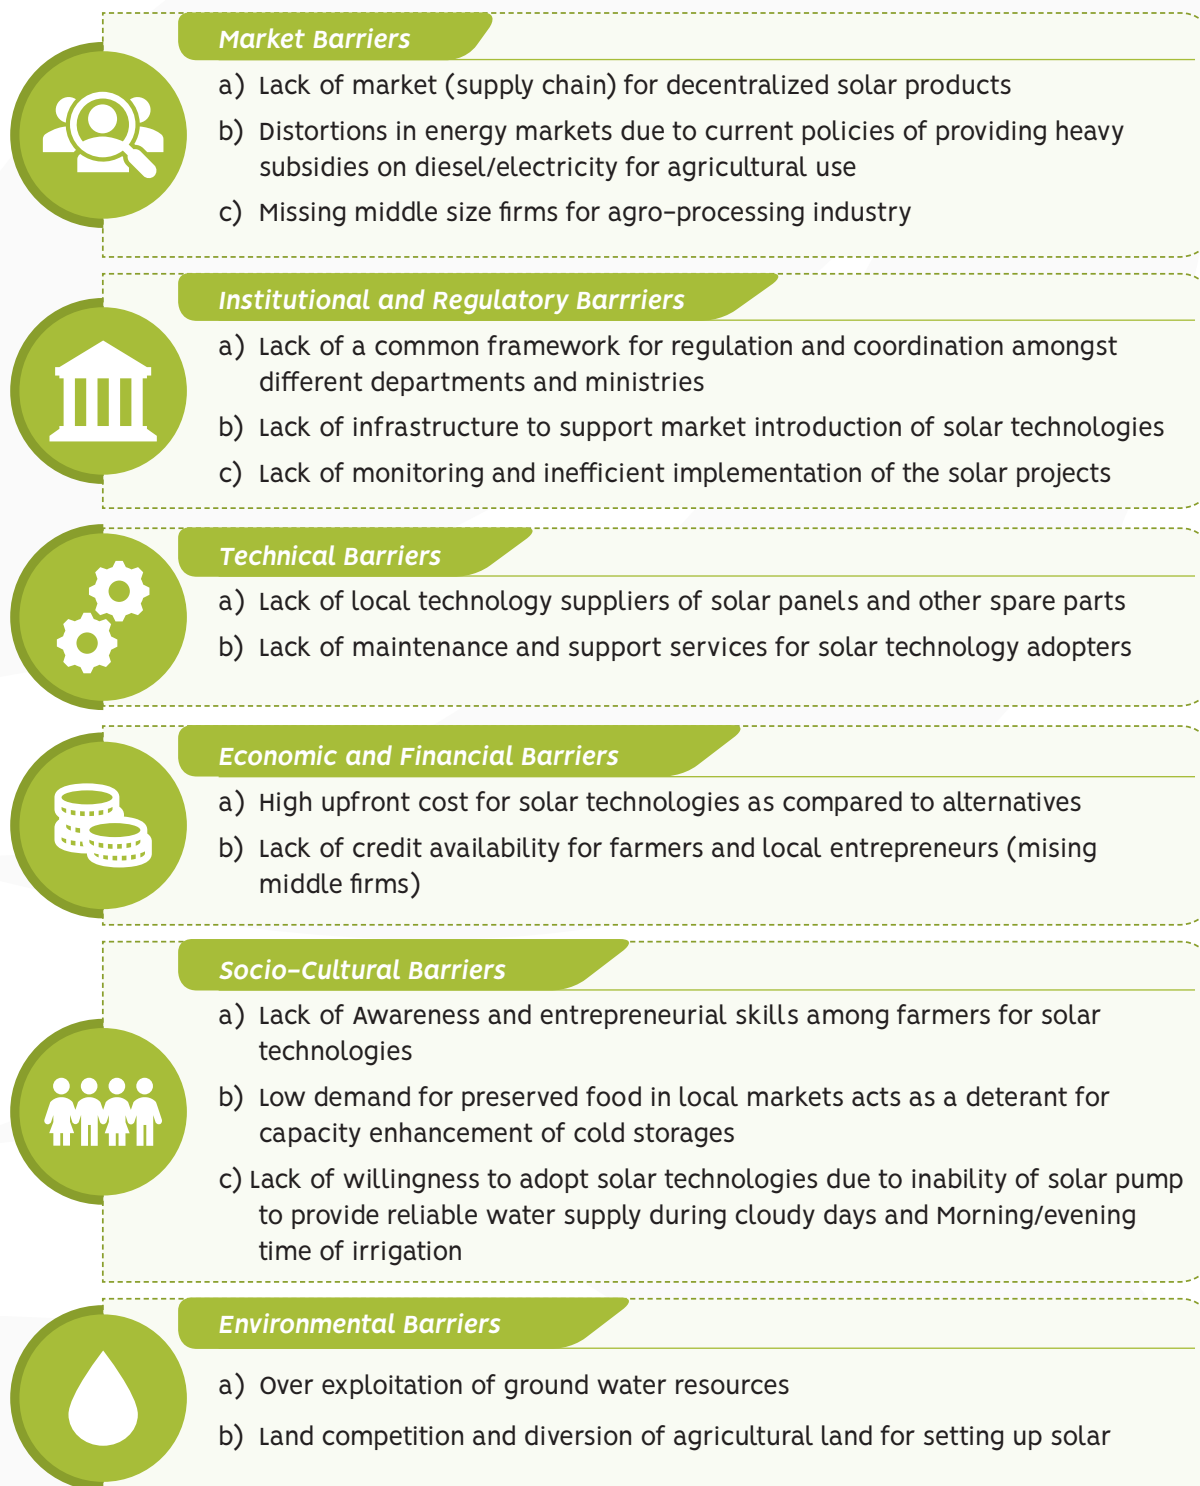 Market Barriers
a) Lack of market (supply chain) for decentralized solar products
b) Distortions in energy markets due to current policies of providing heavy
subsidies on diesel/electricity for agricultural use
c) Missing middle size firms for agro-processing industry
Institutional and Regulatory Barrriers
a) Lack of a common framework for regulation and coordination amongst
different departments and ministries
b) Lack of infrastructure to support market introduction of solar technologies
c) Lack of monitoring and inefficient implementation of the solar projects
Technical Barriers
a) Lack of local technology suppliers of solar panels and other spare parts
b) Lack of maintenance and support services for solar technology adopters
Economic and Financial Barriers
a) High upfront cost for solar technologies as compared to alternatives
b) Lack of credit availability for farmers and local entrepreneurs (mising
middle firms)
Socio-Cultural Barriers
a) Lack of Awareness and entrepreneurial skills among farmers for solar
technologies
b) Low demand for preserved food in local markets acts as a deterant for
capacity enhancement of cold storages
c) Lack of willingness to adopt solar technologies due to inability of solar pump
to provide reliable water supply during cloudy days and Morning/evening
time of irrigation
Environmental Barriers
a) Over exploitation of ground water resources
b) Land competition and diversion of agricultural land for setting up solar